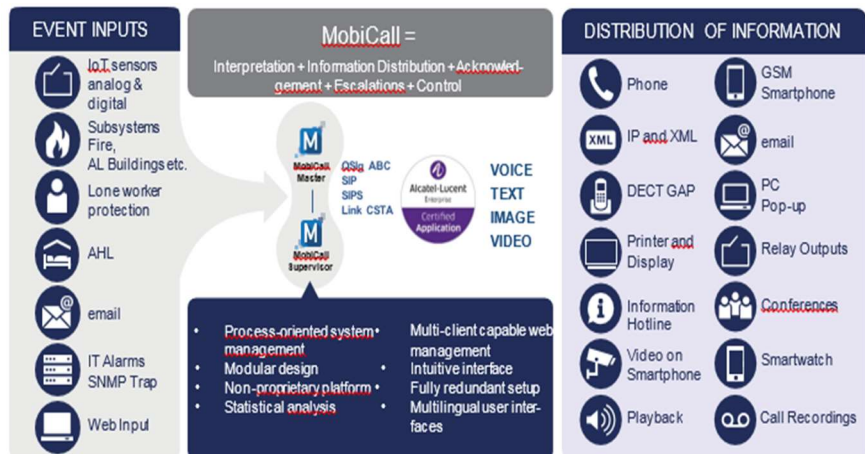 EVENT INPUTS
IoT sensors
analog &
digital
Subsystems
Fire,
AL Buildings etc.
Lone worker
protection
AHL
@
email
IT Alarms
SNMP Trap
Web Input
MobiCall =
Interpretation + Information Distribution + Acknowled-
gement + Escalations + Control
M
MobiCall
Master
M
MobiCall
Supervisor
QSig ABC
SIP
SIPS
Link CSTA
Alcatel-Lucent
Enterprise
Certified
Application
VOICE
TEXT
IMAGE
VIDEO
• Process-oriented system
management
• Modular design
• Non-proprietary platform
• Statistical analysis
• Multi-client capable web
management
• Intuitive interface
• Fully redundant setup
• Multilingual user inter-
faces
DISTRIBUTION OF INFORMATION
Phone
XML
IP and XML
DECT GAP
Printer and
Display
Information
Hotline
Video on
Smartphone
Playback
GSM
Smartphone
@
email
PC
Pop-up
Relay Outputs
Conferences
Smartwatch
Call Recordings